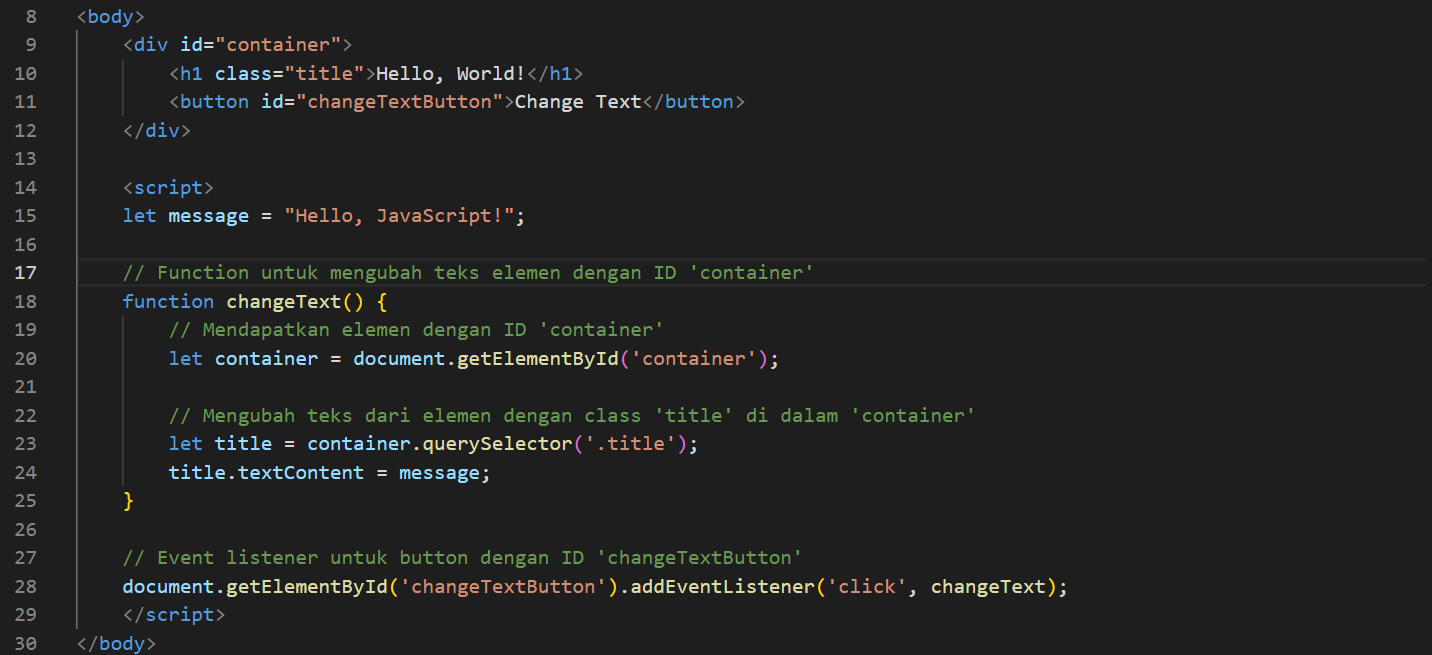 8 <body>
9     <div id="container">
10         <h1 class="title">Hello, World!</h1>
11         <button id="changeTextButton">Change Text</button>
12     </div>
13
14     <script>
15     let message = "Hello, JavaScript!";
16
17     // Function untuk mengubah teks elemen dengan ID 'container'
18     function changeText() {
19         // Mendapatkan elemen dengan ID 'container'
20         let container = document.getElementById('container');
21
22         // Mengubah teks dari elemen dengan class 'title' di dalam 'container'
23         let title = container.querySelector('.title');
24         title.textContent = message;
25     }
26
27     // Event listener untuk button dengan ID 'changeTextButton'
28     document.getElementById('changeTextButton').addEventListener('click', changeText);
29     </script>
30 </body>